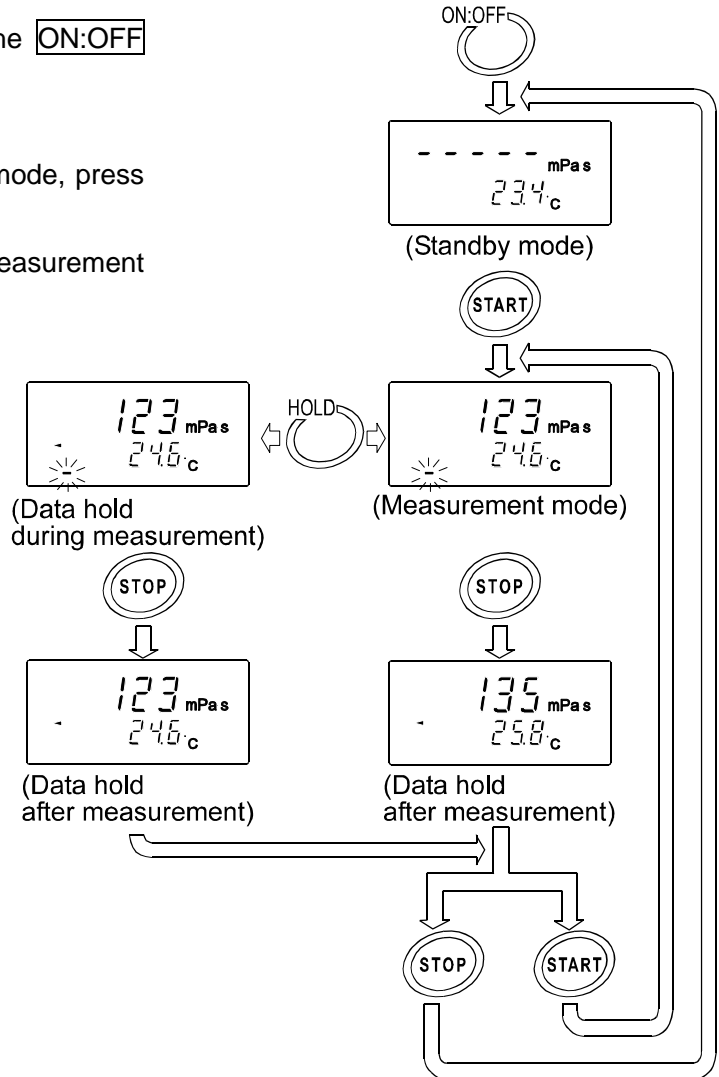 ne ON:OFF
node, press
easurement
ON:OFF
- - - - - mPas
23.4°C
(Standby mode)
START
123 mPas
24.6°C
HOLD
123 mPas
24.6°C
(Data hold
during measurement)
(Measurement mode)
STOP
STOP
123 mPas
24.6°C
135 mPas
25.8°C
(Data hold
after measurement)
(Data hold
after measurement)
STOP
START